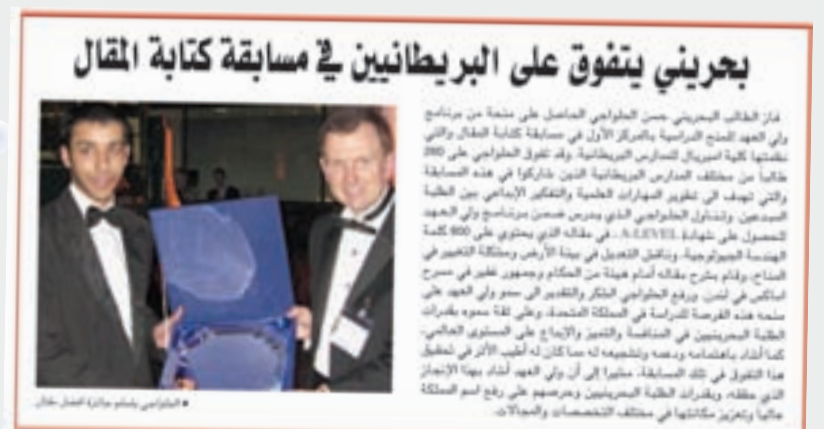 بحريني يتفوق على البريطانيين في مسابقة كتابة المقال
فاز الطالب البحريني حسن الحلواجي الحاصل على منحة من برنامج
ولي العهد للمنح الدراسية بالمركز الأول في مسابقة كتابة المقال والتي
نظمتها كلية امبريال للمدارس البريطانية. وقد تفوق الحلواجي على 280
طالباً من مختلف المدارس البريطانية الذين شاركوا في هذه المسابقة
والتي تهدف الى تطوير المهارات العلمية والتفكير الإبداعي بين الطلبة
المبدعين. وتناول الحلواجي الذي يدرس ضمن برنامج ولي العهد
للحصول على شهادة A-LEVEL، في مقاله الذي يحتوي على 800 كلمة
الهندسة الجيولوجية، وناقش التعديل في بيئة الأرض ومشكلة التغيير في
المناخ، وقام بشرح مقاله أمام هيئة من الحكام وجمهور غفير في مسرح
في لندن. ورفع الحلواجي الشكر والتقدير الى سمو ولي العهد على
منحه هذه الفرصة للدراسة في المملكة المتحدة، وعلى ثقة سموه بقدرات
الطلبة البحرينيين في المنافسة والتميز والإبداع على المستوى العالمي،
كما أشاد باهتمامه ودعمه وتشجيعه له مما كان له أطيب الأثر في تحقيق
هذا التفوق في تلك المسابقة، مشيرا إلى أن ولي العهد أشاد بهذا الإنجاز
الذي حققه، وبقدرات الطلبة البحرينيين وحرصهم على رفع اسم المملكة
عاليا وتعزيز مكانتها في مختلف التخصصات والمجالات.
● الحلواجي يتسلم جائزة افضل مقال